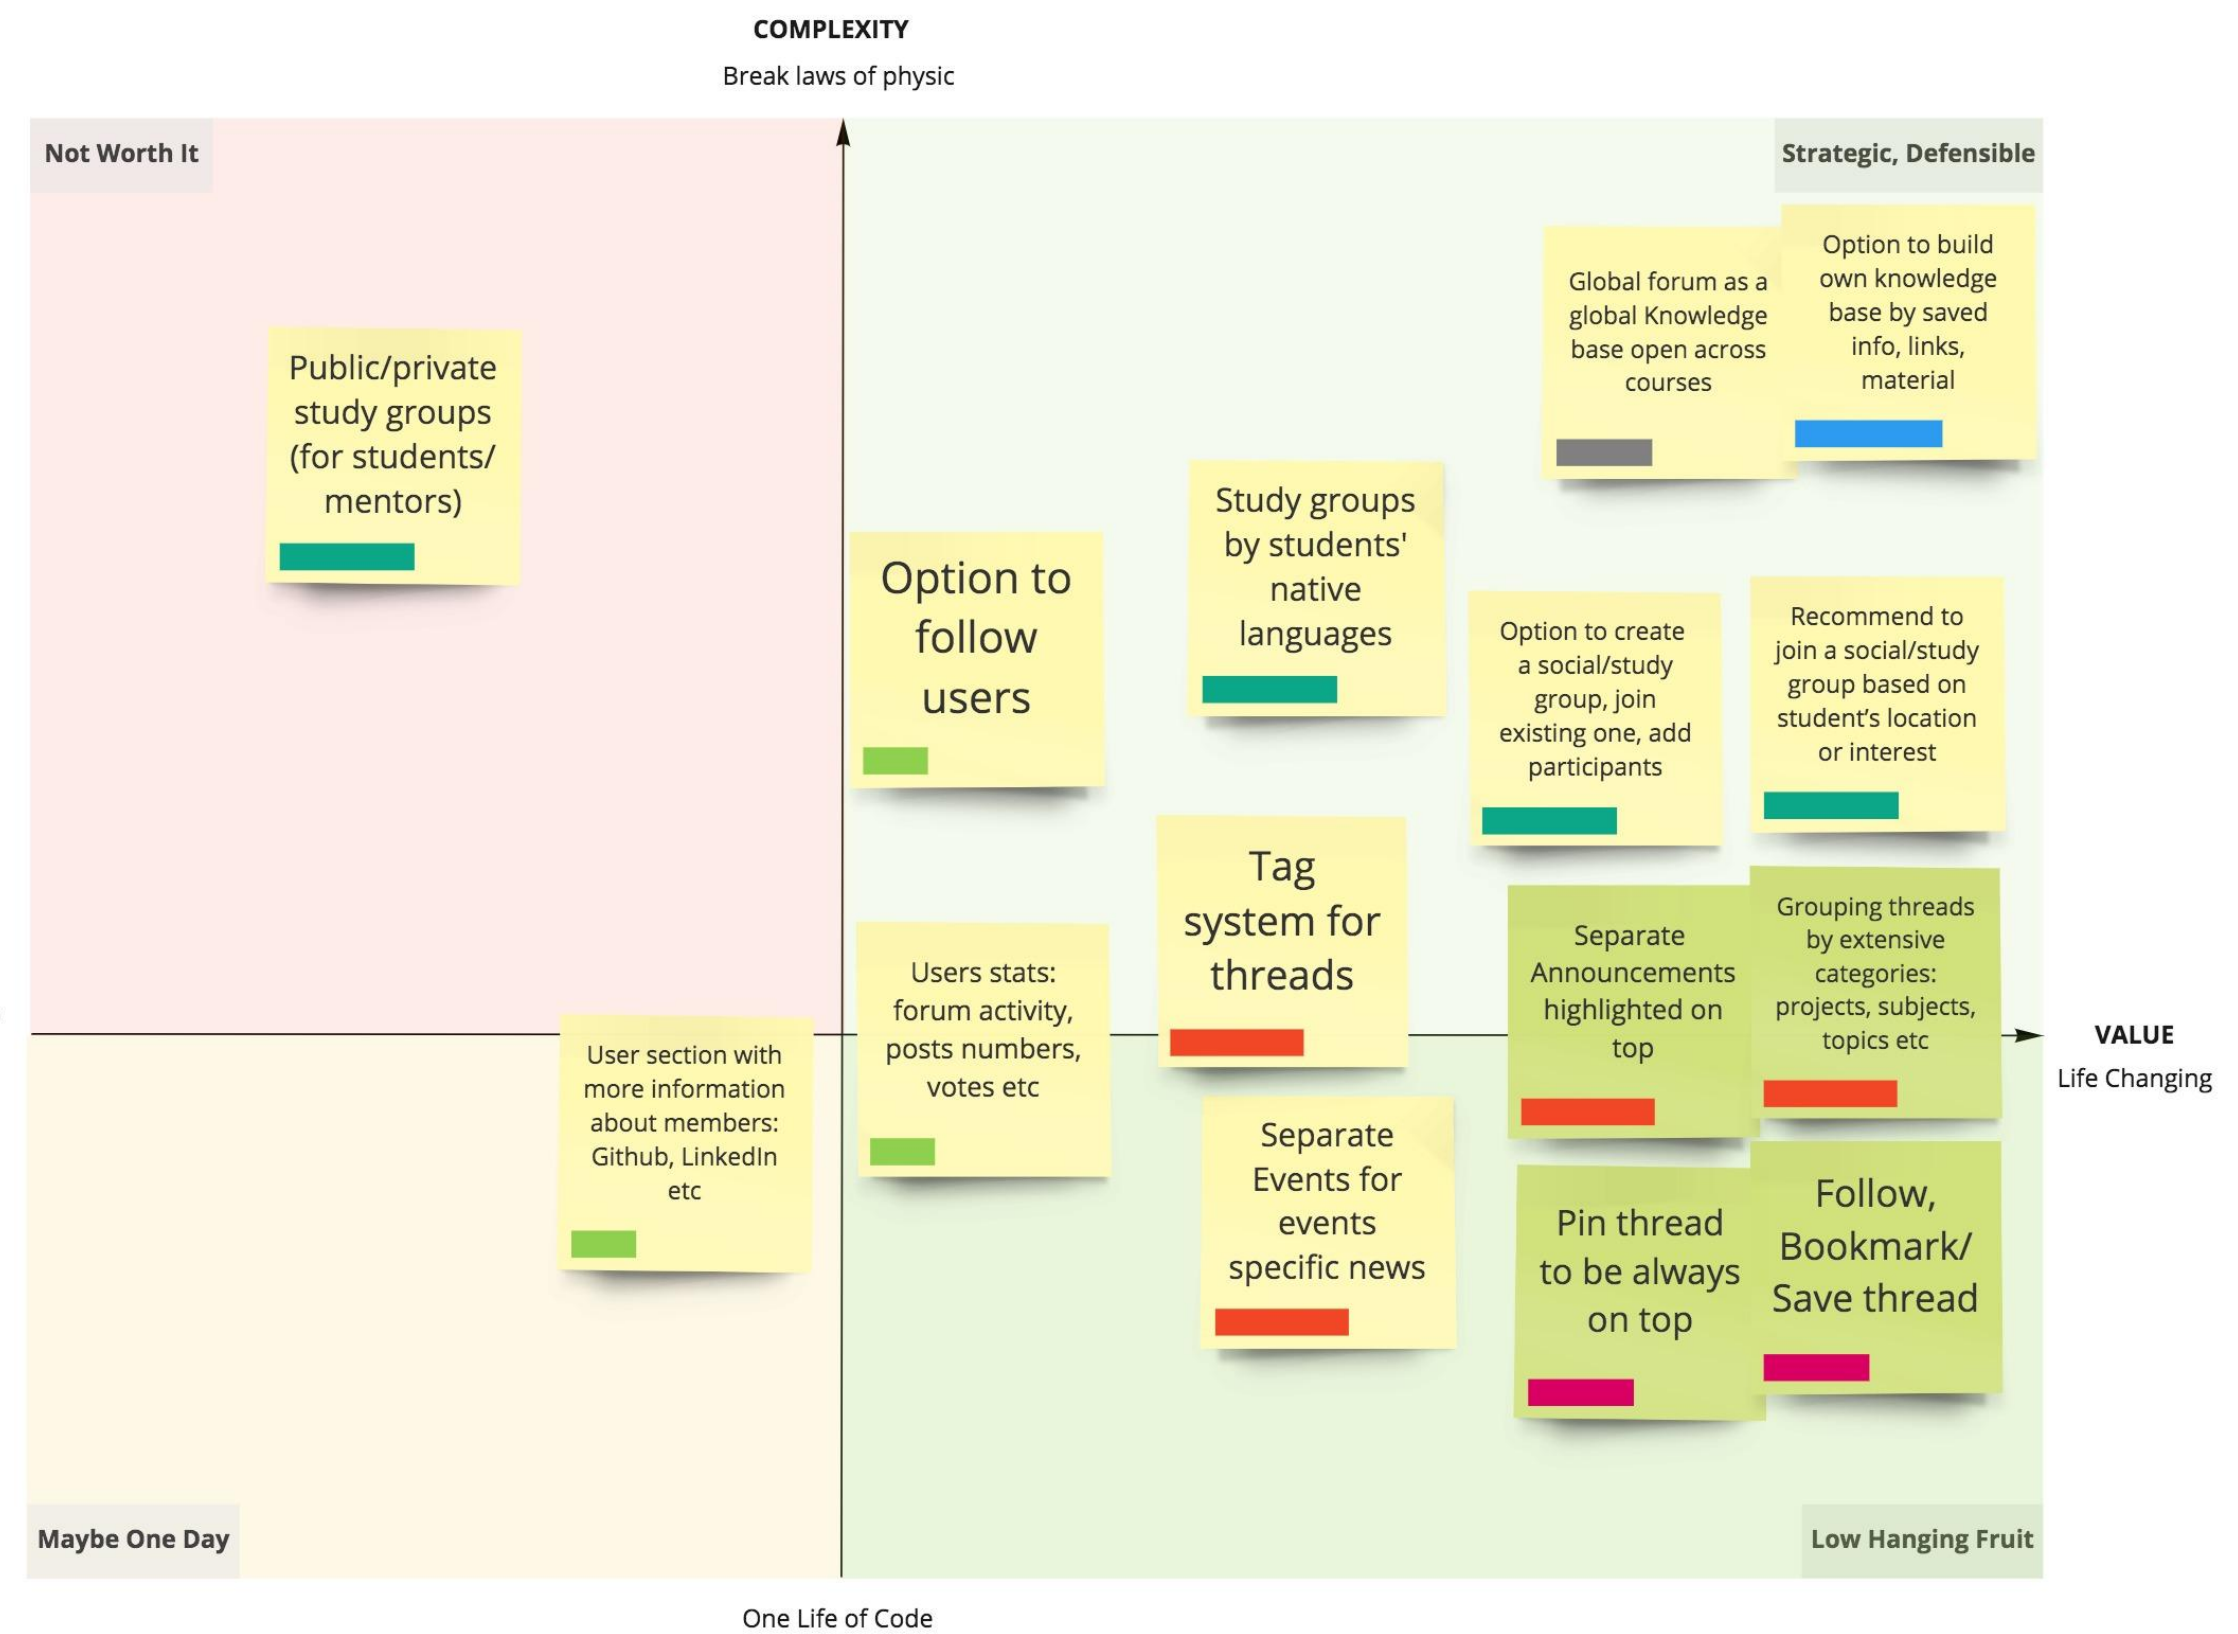 COMPLEXITY
Break laws of physic
Not Worth It
Strategic, Defensible
Public/private
study groups
(for students/
mentors)
Global forum as a
global Knowledge
base open across
courses
Option to build
own knowledge
base by saved
info, links,
material
Option to
follow
users
Study groups
by students'
native
languages
Option to create
a social/study
group, join
existing one, add
participants
Recommend to
join a social/study
group based on
student’s location
or interest
Users stats:
forum activity,
posts numbers,
votes etc
Tag
system for
threads
Separate
Announcements
highlighted on
top
Grouping threads
by extensive
categories:
projects, subjects,
topics etc
VALUE
Life Changing
User section with
more information
about members:
Github, LinkedIn
etc
Separate
Events for
events
specific news
Pin thread
to be always
on top
Follow,
Bookmark/
Save thread
Maybe One Day
Low Hanging Fruit
One Life of Code